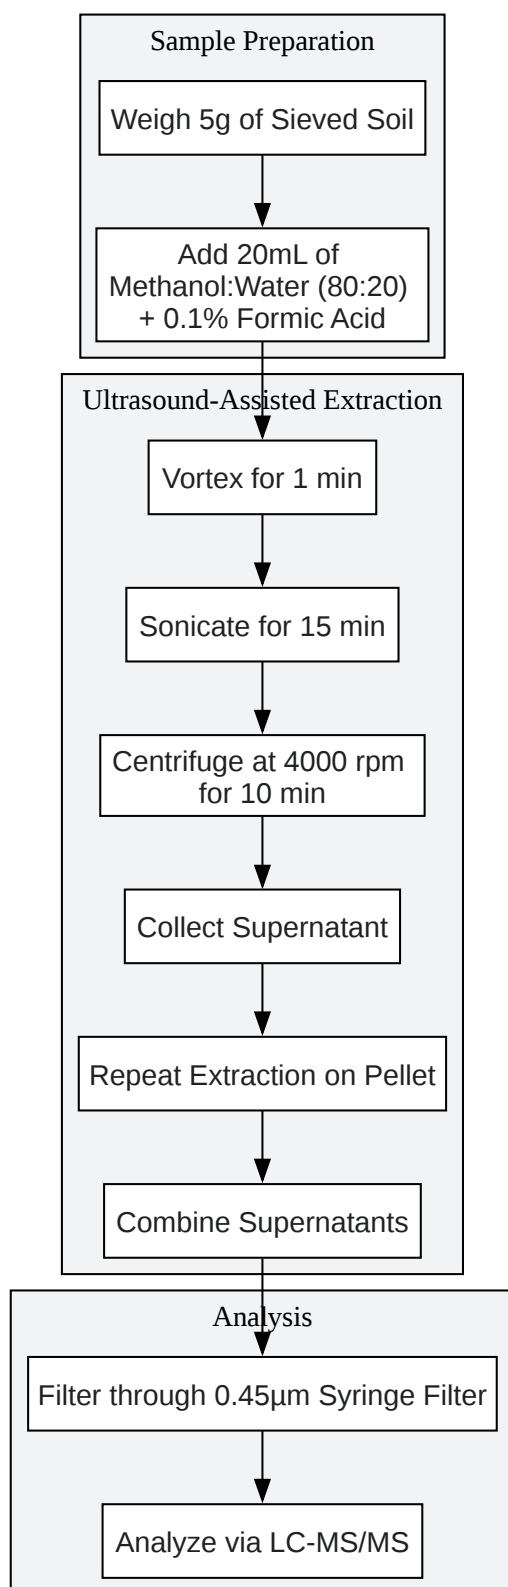 Sample Preparation
Weigh 5g of Sieved Soil
Add 20mL of
Methanol:Water (80:20)
+ 0.1% Formic Acid
Ultrasound-Assisted Extraction
Vortex for 1 min
Sonicate for 15 min
Centrifuge at 4000 rpm
for 10 min
Collect Supernatant
Repeat Extraction on Pellet
Combine Supernatants
Analysis
Filter through 0.45µm Syringe Filter
Analyze via LC-MS/MS